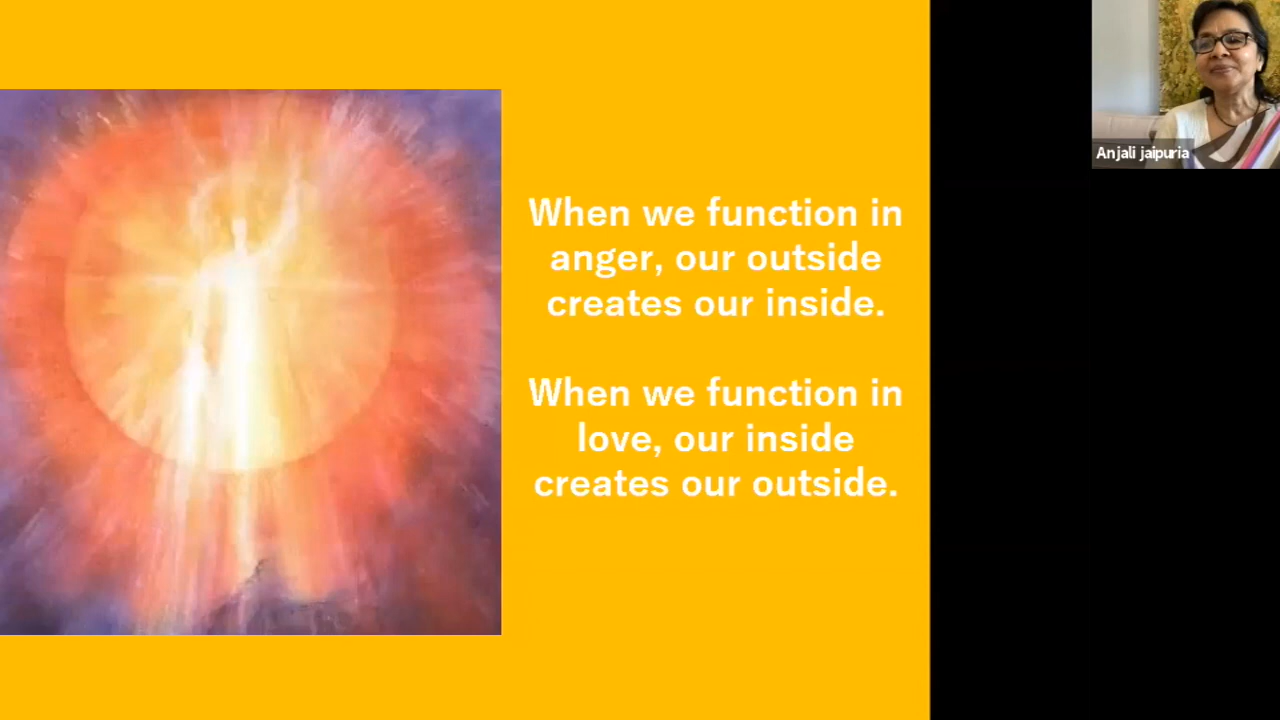 When we function in
anger, our outside
creates our inside.
When we function in
love, our inside
creates our outside.
Anjali jaipuria